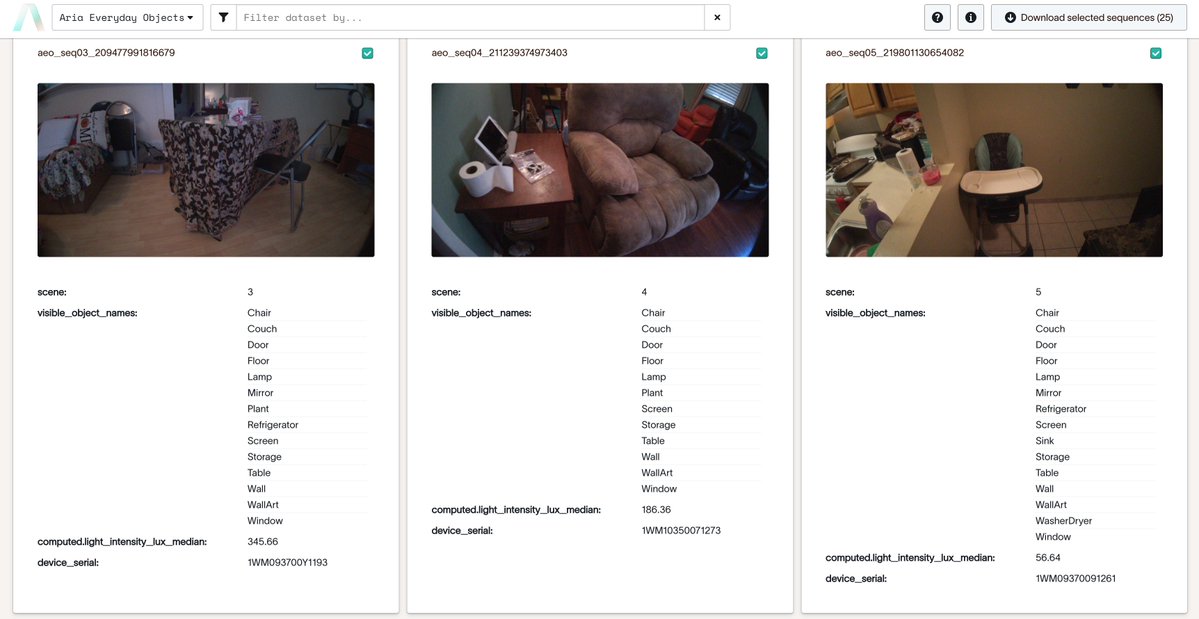 Aria Everyday Objects
Filter dataset by...
Download selected sequences (25)
aeo_seq03_209477991816679
HOME
scene: 3
visible_object_names: Chair
Couch
Door
Floor
Lamp
Mirror
Plant
Refrigerator
Screen
Storage
Table
Wall
WallArt
Window
computed.light_intensity_lux_median: 345.66
device_serial: 1WM093700Y1193
aeo_seq04_211239374973403
scene: 4
visible_object_names: Chair
Couch
Door
Floor
Lamp
Plant
Screen
Storage
Table
Wall
WallArt
Window
computed.light_intensity_lux_median: 186.36
device_serial: 1WM10350071273
aeo_seq05_219801130654082
scene: 5
visible_object_names: Chair
Couch
Door
Floor
Lamp
Mirror
Refrigerator
Screen
Sink
Storage
Table
Wall
WallArt
WasherDryer
Window
computed.light_intensity_lux_median: 56.64
device_serial: 1WM09370091261